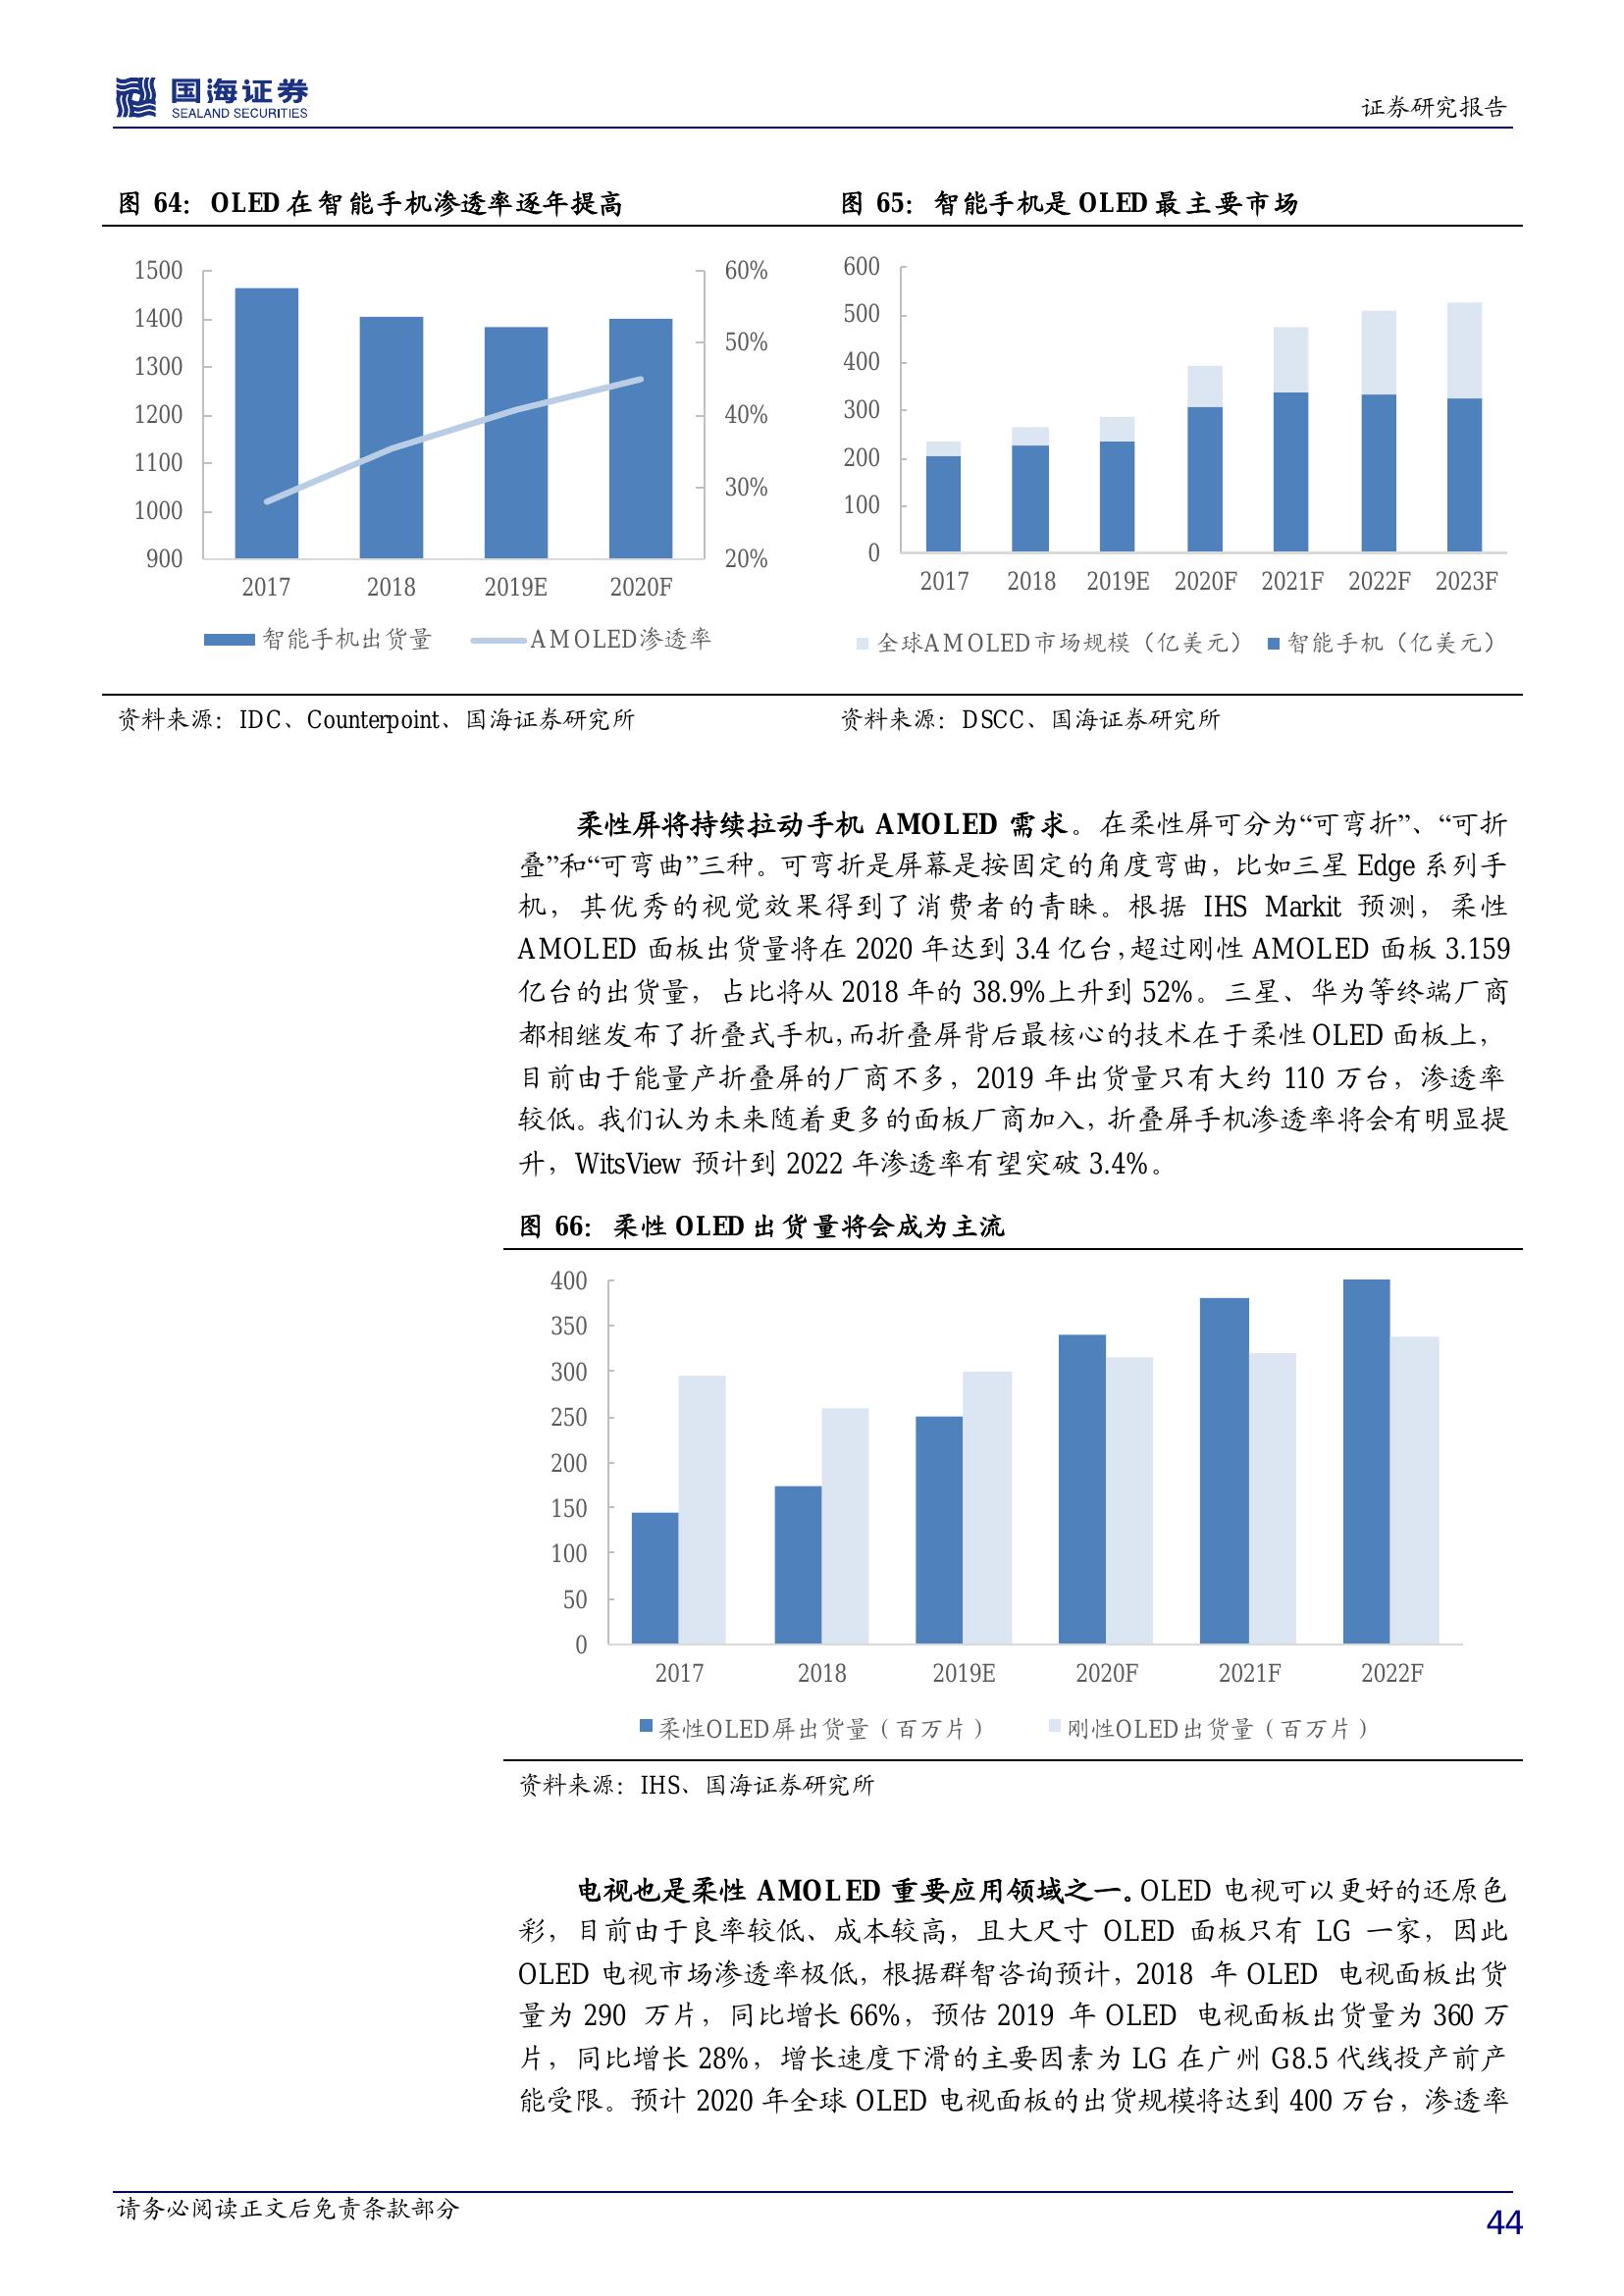 国海证券
SEALAND SECURITIES
证券研究报告
图 64：OLED 在智能手机渗透率逐年提高
1500
1400
1300
1200
1100
1000
900
60%
50%
40%
30%
20%
2017 2018 2019E 2020F
智能手机出货量 AMOLED渗透率
资料来源：IDC、Counterpoint、国海证券研究所
图 65：智能手机是 OLED 最主要市场
600
500
400
300
200
100
0
2017 2018 2019E 2020F 2021F 2022F 2023F
全球AMOLED市场规模（亿美元） 智能手机（亿美元）
资料来源：DSCC、国海证券研究所
柔性屏将持续拉动手机 AMOLED 需求。在柔性屏可分为“可弯折”、“可折
叠”和“可弯曲”三种。可弯折是屏幕是按固定的角度弯曲，比如三星 Edge 系列手
机，其优秀的视觉效果得到了消费者的青睐。根据 IHS Markit 预测，柔性
AMOLED 面板出货量将在 2020 年达到 3.4 亿台，超过刚性 AMOLED 面板 3.159
亿台的出货量，占比将从 2018 年的 38.9%上升到 52%。三星、华为等终端厂商
都相继发布了折叠式手机，而折叠屏背后最核心的技术在于柔性 OLED 面板上，
目前由于能量产折叠屏的厂商不多，2019 年出货量只有大约 110 万台，渗透率
较低。我们认为未来随着更多的面板厂商加入，折叠屏手机渗透率将会有明显提
升，WitsView 预计到 2022 年渗透率有望突破 3.4%。
图 66：柔性 OLED 出货量将会成为主流
400
350
300
250
200
150
100
50
0
2017 2018 2019E 2020F 2021F 2022F
柔性OLED屏出货量（百万片） 刚性OLED出货量（百万片）
资料来源：IHS、国海证券研究所
电视也是柔性 AMOLED 重要应用领域之一。OLED 电视可以更好的还原色
彩，目前由于良率较低、成本较高，且大尺寸 OLED 面板只有 LG 一家，因此
OLED 电视市场渗透率极低，根据群智咨询预计，2018 年 OLED 电视面板出货
量为 290 万片，同比增长 66%，预估 2019 年 OLED 电视面板出货量为 360 万
片，同比增长 28%，增长速度下滑的主要因素为 LG 在广州 G8.5 代线投产前产
能受限。预计 2020 年全球 OLED 电视面板的出货规模将达到 400 万台，渗透率
请务必阅读正文后免责条款部分
44